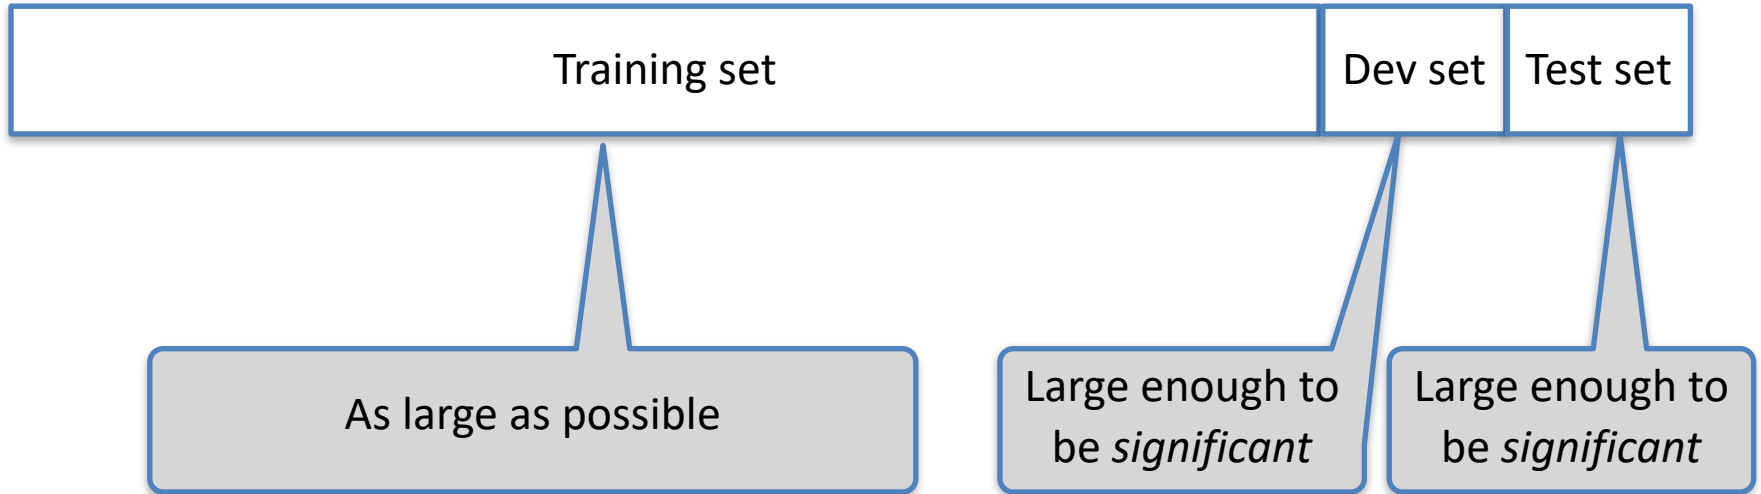 Training set
Dev set
Test set
As large as possible
Large enough to
be significant
Large enough to
be significant